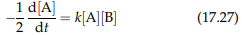 −1/2 d[A]/dt = k[A][B] (17.27)